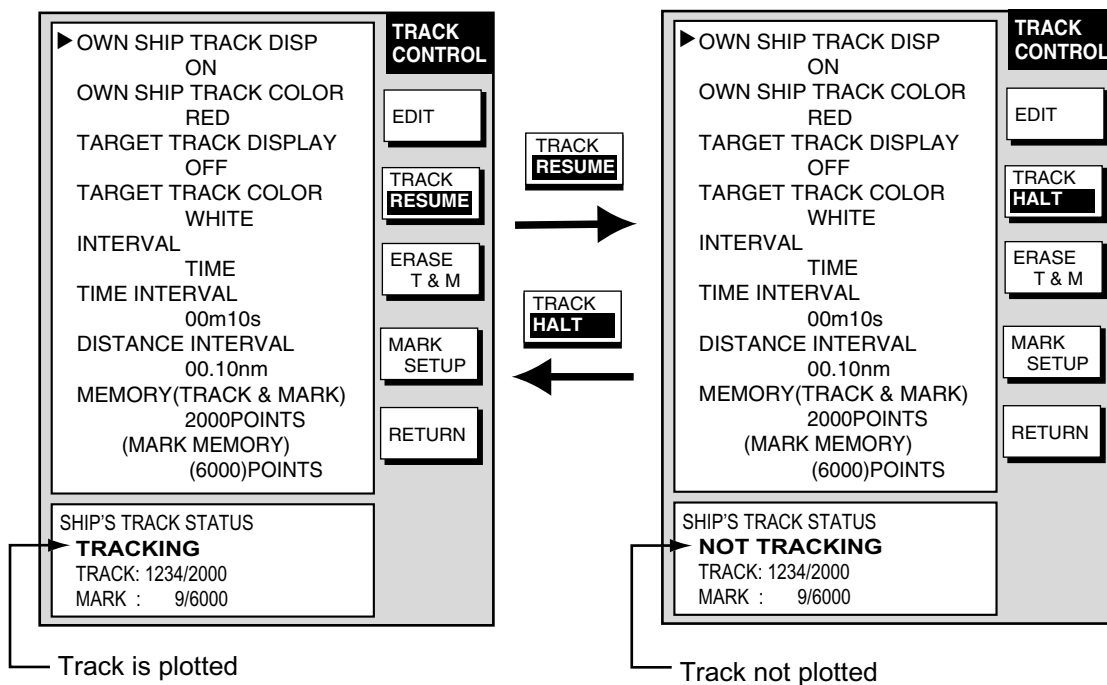 OWN SHIP TRACK DISP
ON
OWN SHIP TRACK COLOR
RED
TARGET TRACK DISPLAY
OFF
TARGET TRACK COLOR
WHITE
INTERVAL
TIME
TIME INTERVAL
00m10s
DISTANCE INTERVAL
00.10nm
MEMORY(TRACK & MARK)
2000POINTS
(MARK MEMORY)
(6000)POINTS
TRACK
CONTROL
EDIT
TRACK
RESUME
ERASE
T & M
MARK
SETUP
RETURN
SHIP'S TRACK STATUS
TRACKING
TRACK: 1234/2000
MARK : 9/6000
Track is plotted
TRACK
RESUME
TRACK
HALT
OWN SHIP TRACK DISP
ON
OWN SHIP TRACK COLOR
RED
TARGET TRACK DISPLAY
OFF
TARGET TRACK COLOR
WHITE
INTERVAL
TIME
TIME INTERVAL
00m10s
DISTANCE INTERVAL
00.10nm
MEMORY(TRACK & MARK)
2000POINTS
(MARK MEMORY)
(6000)POINTS
TRACK
CONTROL
EDIT
TRACK
HALT
ERASE
T & M
MARK
SETUP
RETURN
SHIP'S TRACK STATUS
NOT TRACKING
TRACK: 1234/2000
MARK : 9/6000
Track not plotted